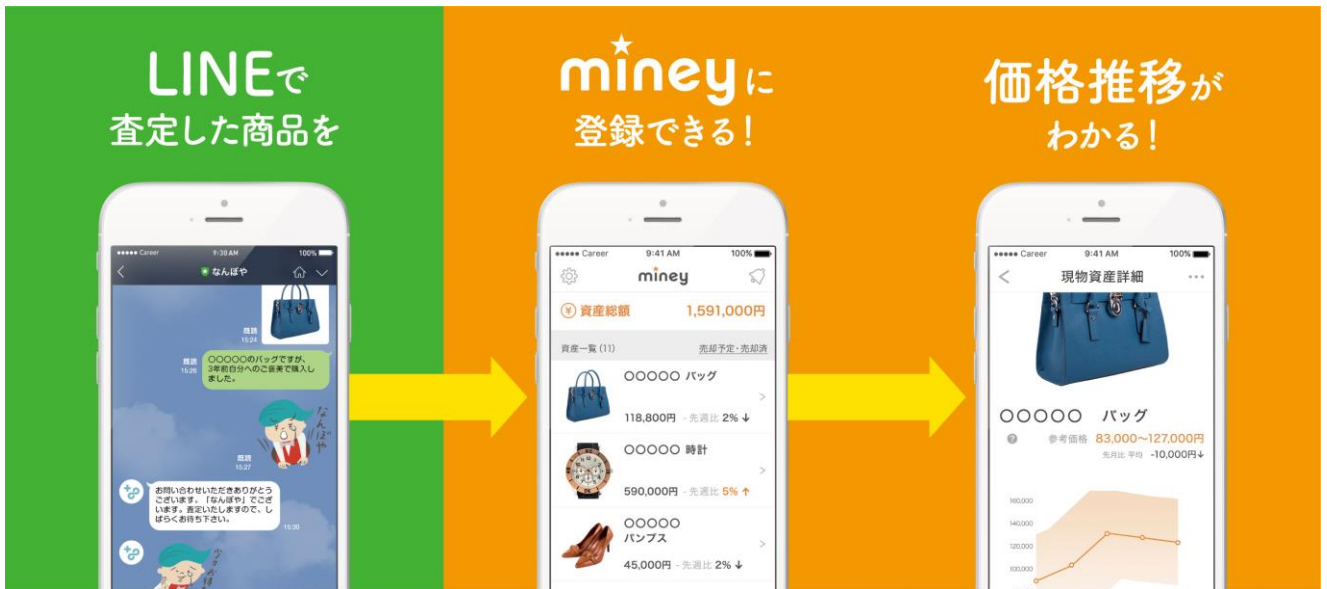 LINEで
査定した商品を
mineyに
登録できる!
価格推移が
わかる!
Career 9:30 AM 100%
なんぼや
既読
15:24
○○○○○のバッグですが、
3年前自分へのご褒美で購入し
ました。
既読
15:26
なんぼや
既読
15:27
お問い合わせいただきありがとう
ございます。「なんぼや」でござ
います。査定いたしますので、し
ばらくお待ち下さい。
15:30
Career 9:41 AM 100%
miney
¥ 資産総額 1,591,000円
資産一覧 (11) 売却予定・売却済
○○○○○ バッグ
118,800円 - 先週比 2% ↓
○○○○○ 時計
590,000円 - 先週比 5% ↑
○○○○○
パンプス
45,000円 - 先週比 2% ↓
Career 9:41 AM 100%
現物資産詳細
○○○○○ バッグ
? 参考価格 83,000〜127,000円
先月比 平均 -10,000円↓
160,000
140,000
120,000
100,000